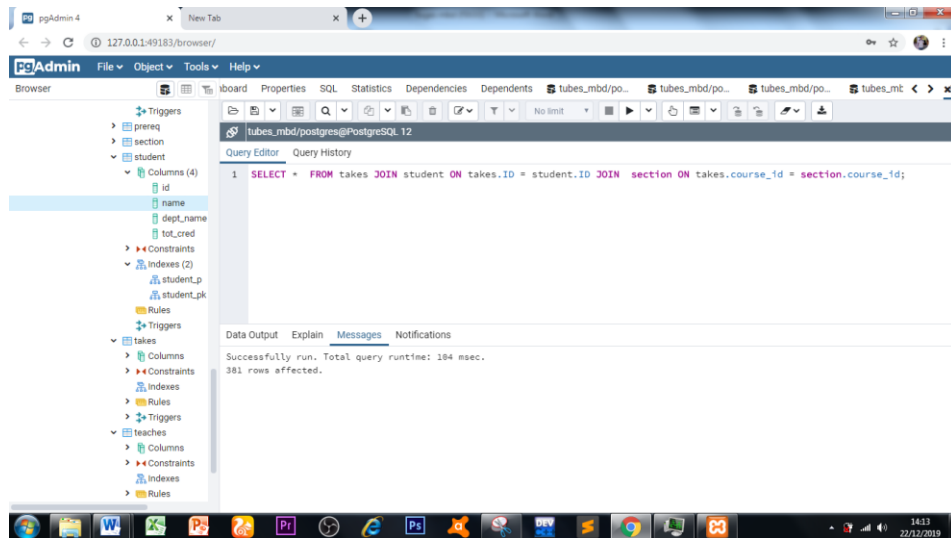 pgAdmin 4
New Tab
127.0.0.1:49183/browser/
pgAdmin File Object Tools Help
Browser
board Properties SQL Statistics Dependencies Dependents tubes_mbd/po... tubes_mbd/po... tubes_mbd/po... tubes_mt
No limit
tubes_mbd/postgres@PostgreSQL 12
Query Editor Query History
1 SELECT * FROM takes JOIN student ON takes.ID = student.ID JOIN section ON takes.course_id = section.course_id;
Triggers
prereq
section
student
Columns (4)
id
name
dept_name
tot_cred
Constraints
Indexes (2)
student_p
student_pk
Rules
Triggers
takes
Columns
Constraints
Indexes
Rules
Triggers
teaches
Columns
Constraints
Indexes
Rules
Data Output Explain Messages Notifications
Successfully run. Total query runtime: 104 msec.
381 rows affected.
14:13
22/12/2019